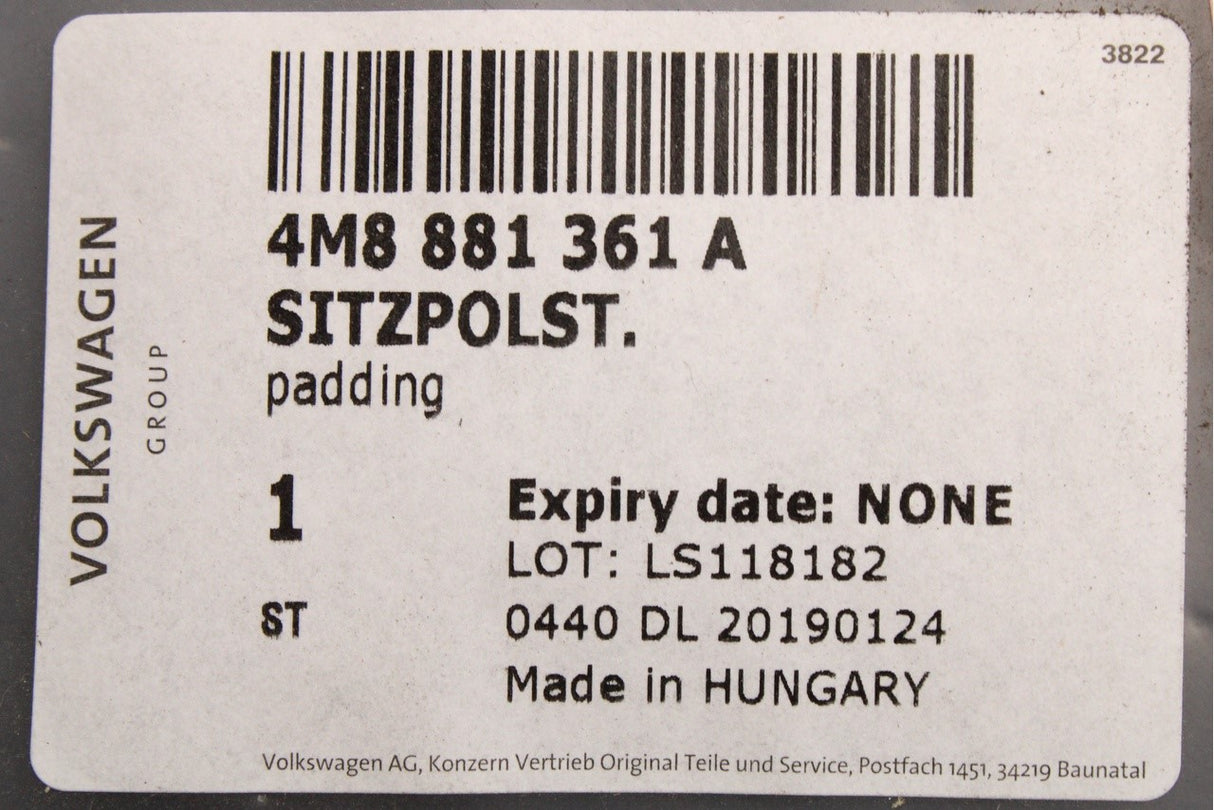 3822
4M8 881 361 A
SITZPOLST.
padding
VOLKSWAGEN
GROUP
1
Expiry date: NONE
LOT: LS118182
ST
0440 DL 20190124
Made in HUNGARY
Volkswagen AG, Konzern Vertrieb Original Teile und Service, Postfach 1451, 34219 Baunatal